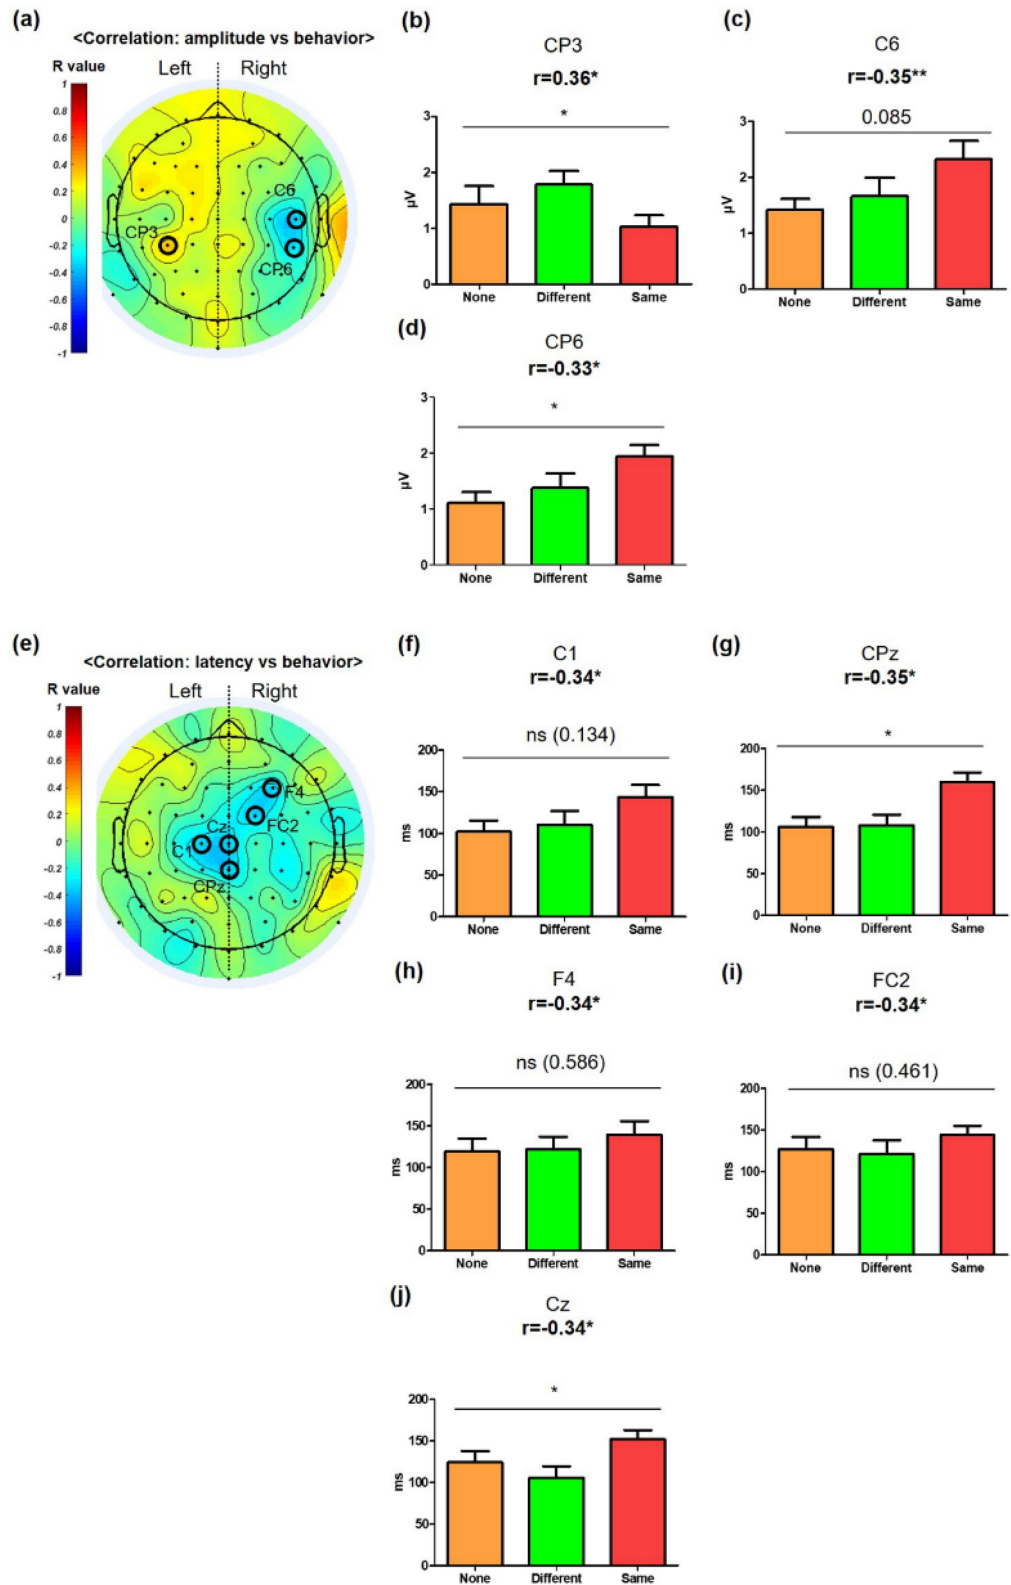 (a)
<Correlation: amplitude vs behavior>
R value
Left
Right
1
0.8
0.6
0.4
0.2
0
-0.2
-0.4
-0.6
-0.8
-1
C6
CP3
CP6
(b)
CP3
r=0.36*
*
3
2
1
0
µV
None
Different
Same
(c)
C6
r=-0.35**
0.085
3
2
1
0
µV
None
Different
Same
(d)
CP6
r=-0.33*
*
3
2
1
0
µV
None
Different
Same
(e)
<Correlation: latency vs behavior>
R value
Left
Right
1
0.8
0.6
0.4
0.2
0
-0.2
-0.4
-0.6
-0.8
-1
F4
FC2
Cz
C1
CPz
(f)
C1
r=-0.34*
ns (0.134)
200
150
100
50
0
ms
None
Different
Same
(g)
CPz
r=-0.35*
*
200
150
100
50
0
ms
None
Different
Same
(h)
F4
r=-0.34*
ns (0.586)
200
150
100
50
0
ms
None
Different
Same
(i)
FC2
r=-0.34*
ns (0.461)
200
150
100
50
0
ms
None
Different
Same
(j)
Cz
r=-0.34*
*
200
150
100
50
0
ms
None
Different
Same